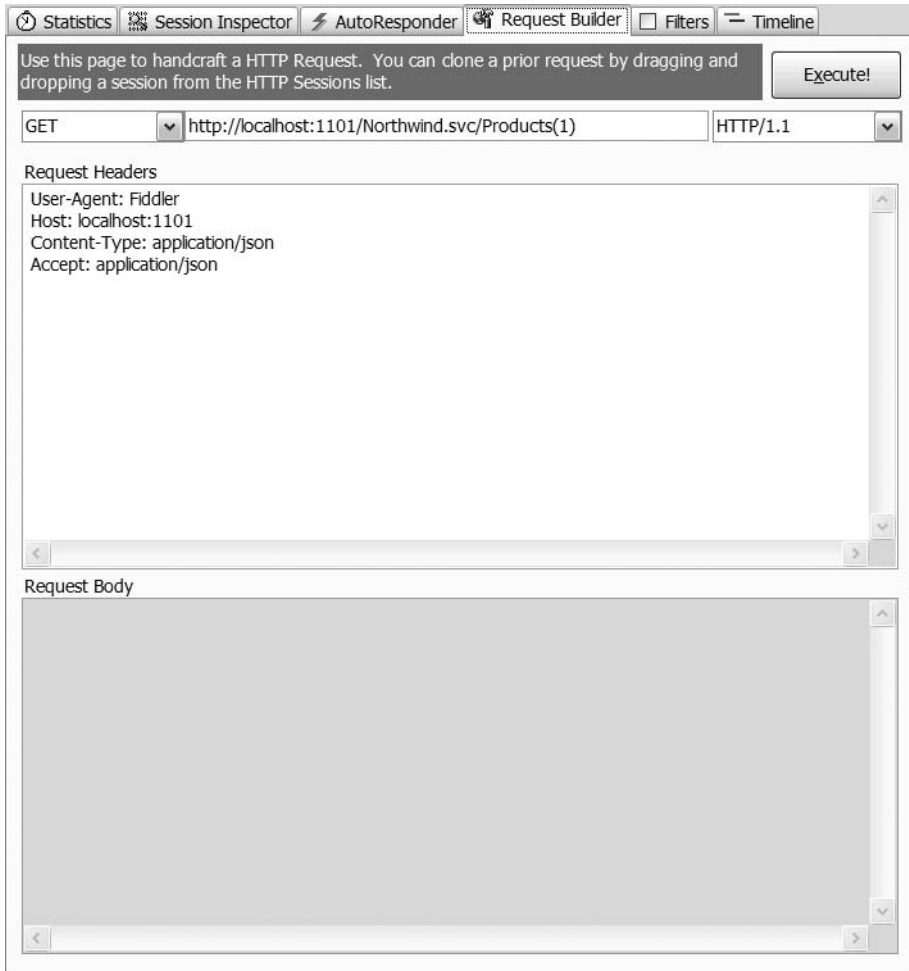 Statistics Session Inspector AutoResponder Request Builder Filters Timeline
Use this page to handcraft a HTTP Request. You can clone a prior request by dragging and
dropping a session from the HTTP Sessions list.
Execute!
GET http://localhost:1101/Northwind.svc/Products(1) HTTP/1.1
Request Headers
User-Agent: Fiddler
Host: localhost:1101
Content-Type: application/json
Accept: application/json
Request Body